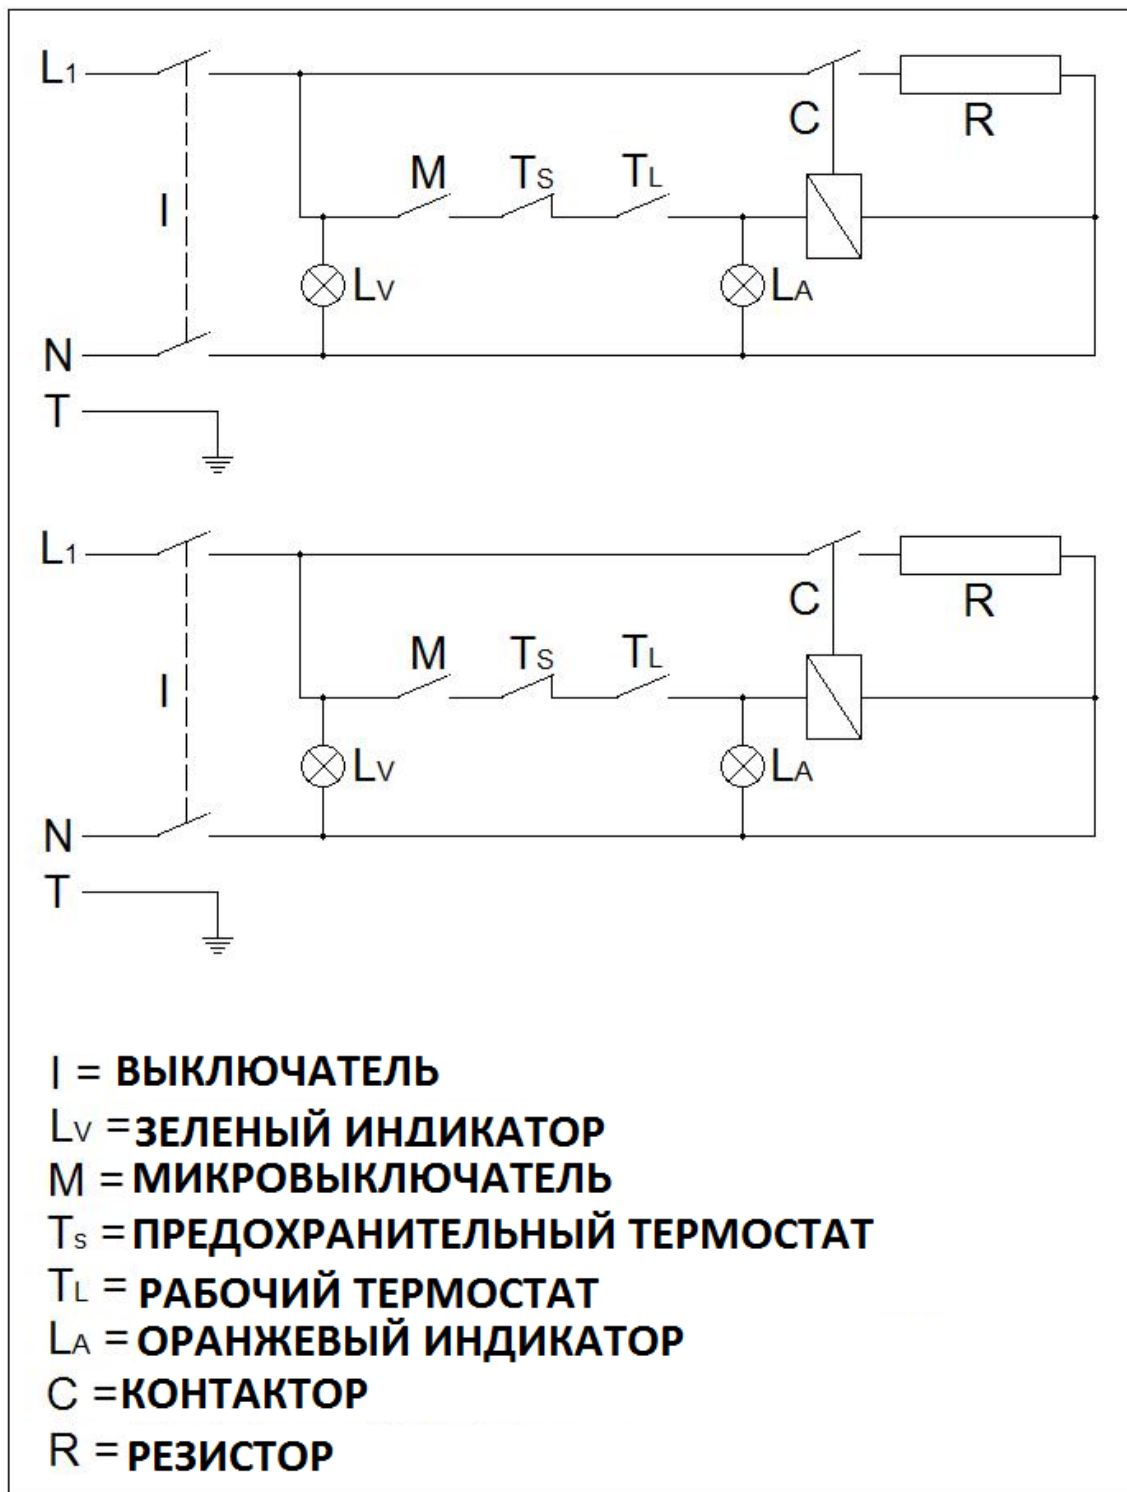 L1
C
R
M
Ts
TL
I
Lv
LA
N
T
L1
C
R
M
Ts
TL
I
Lv
LA
N
T
I = ВЫКЛЮЧАТЕЛЬ
Lv = ЗЕЛЕНЫЙ ИНДИКАТОР
M = МИКРОВЫКЛЮЧАТЕЛЬ
Ts = ПРЕДОХРАНИТЕЛЬНЫЙ ТЕРМОСТАТ
TL = РАБОЧИЙ ТЕРМОСТАТ
LA = ОРАНЖЕВЫЙ ИНДИКАТОР
C = КОНТАКТОР
R = РЕЗИСТОР